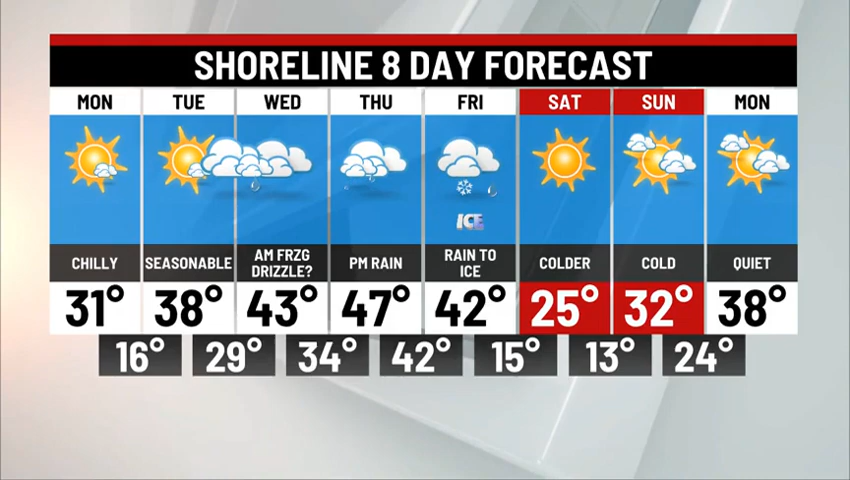 SHORELINE 8 DAY FORECAST
MON TUE WED THU FRI SAT SUN MON
ICE
CHILLY SEASONABLE AM FRZG DRIZZLE? PM RAIN RAIN TO ICE COLDER COLD QUIET
31° 38° 43° 47° 42° 25° 32° 38°
16° 29° 34° 42° 15° 13° 24°